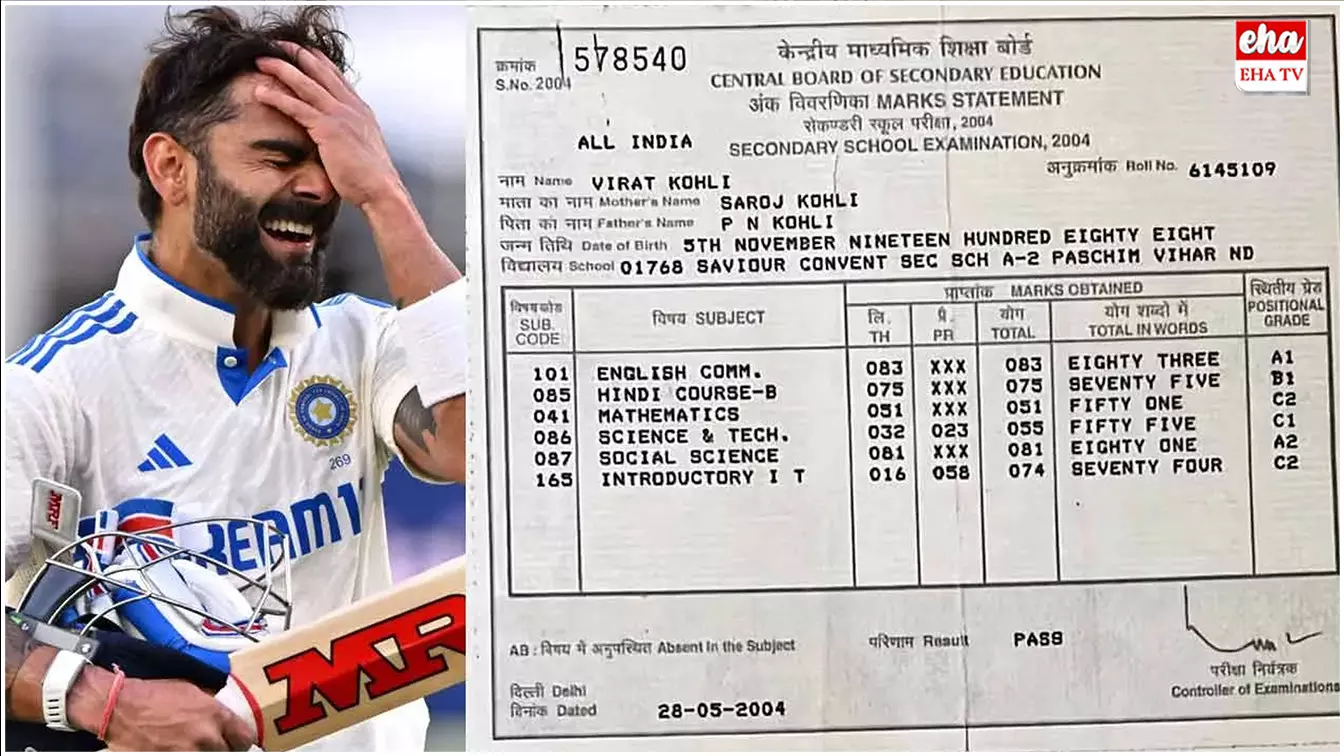 eha
EHA TV
269
DREAM11
MRF
MRF
क्रमांक 578540
S.No. 2004
केन्द्रीय माध्यमिक शिक्षा बोर्ड
CENTRAL BOARD OF SECONDARY EDUCATION
अंक विवरणिका MARKS STATEMENT
सेकण्डरी स्कूल परीक्षा, 2004
ALL INDIA SECONDARY SCHOOL EXAMINATION, 2004
अनुक्रमांक Roll No. 6145109
नाम Name VIRAT KOHLI
माता का नाम Mother's Name SAROJ KOHLI
पिता का नाम Father's Name P N KOHLI
जन्म तिथि Date of Birth 5TH NOVEMBER NINETEEN HUNDRED EIGHTY EIGHT
विद्यालय School 01768 SAVIOUR CONVENT SEC SCH A-2 PASCHIM VIHAR ND
विषय कोड SUB. CODE
विषय SUBJECT
प्राप्तांक MARKS OBTAINED
लि. TH
प्रे. PR
योग TOTAL
योग शब्दो में TOTAL IN WORDS
स्थितीय ग्रेड POSITIONAL GRADE
101 ENGLISH COMM. 083 XXX 083 EIGHTY THREE A1
085 HINDI COURSE-B 075 XXX 075 SEVENTY FIVE B1
041 MATHEMATICS 051 XXX 051 FIFTY ONE C2
086 SCIENCE & TECH. 032 023 055 FIFTY FIVE C1
087 SOCIAL SCIENCE 081 XXX 081 EIGHTY ONE A2
165 INTRODUCTORY I T 016 058 074 SEVENTY FOUR C2
AB : विषय में अनुपस्थित Absent in the Subject
परिणाम Result PASS
परीक्षा नियंत्रक
Controller of Examinations
दिल्ली Delhi
दिनांक Dated 28-05-2004